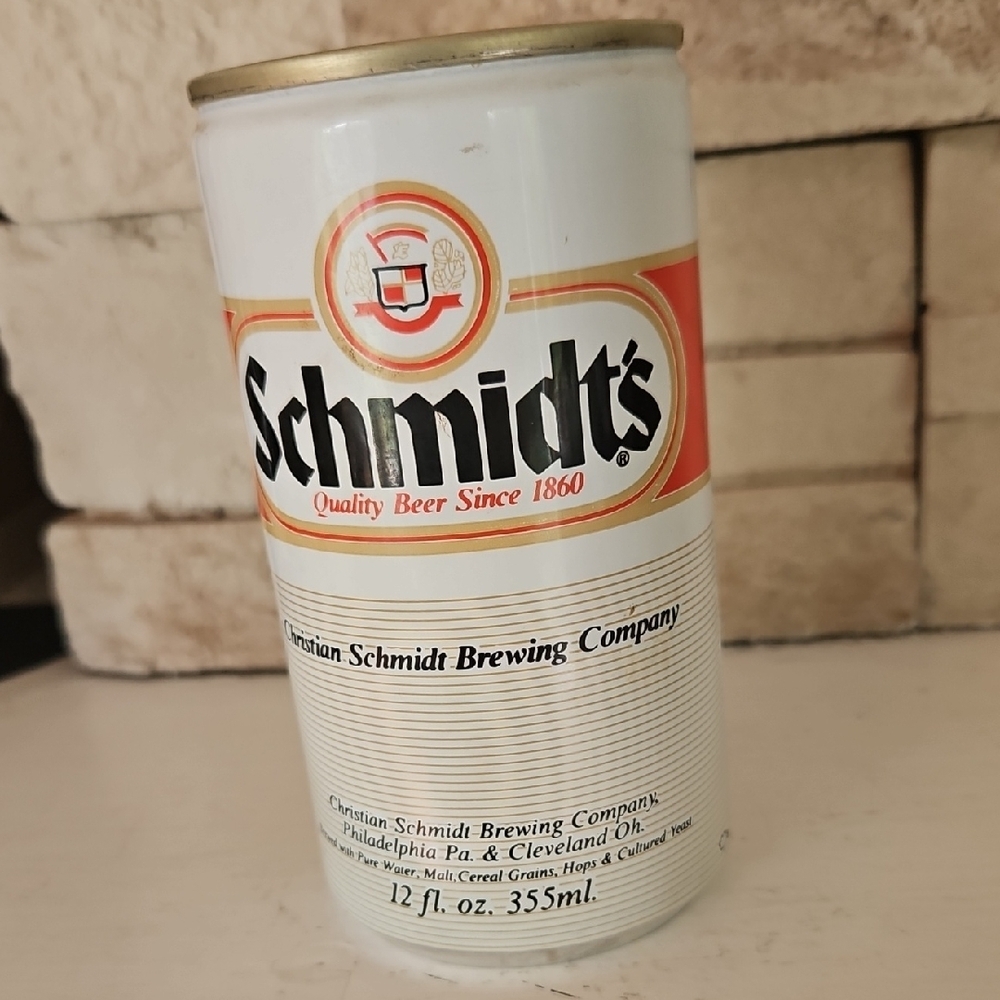 Schmidt's®
Quality Beer Since 1860
Christian Schmidt Brewing Company
Christian Schmidt Brewing Company,
Philadelphia Pa. & Cleveland Oh.
with Pure Water, Malt, Cereal Grains, Hops & Cultured Yeast
12 fl. oz. 355ml.